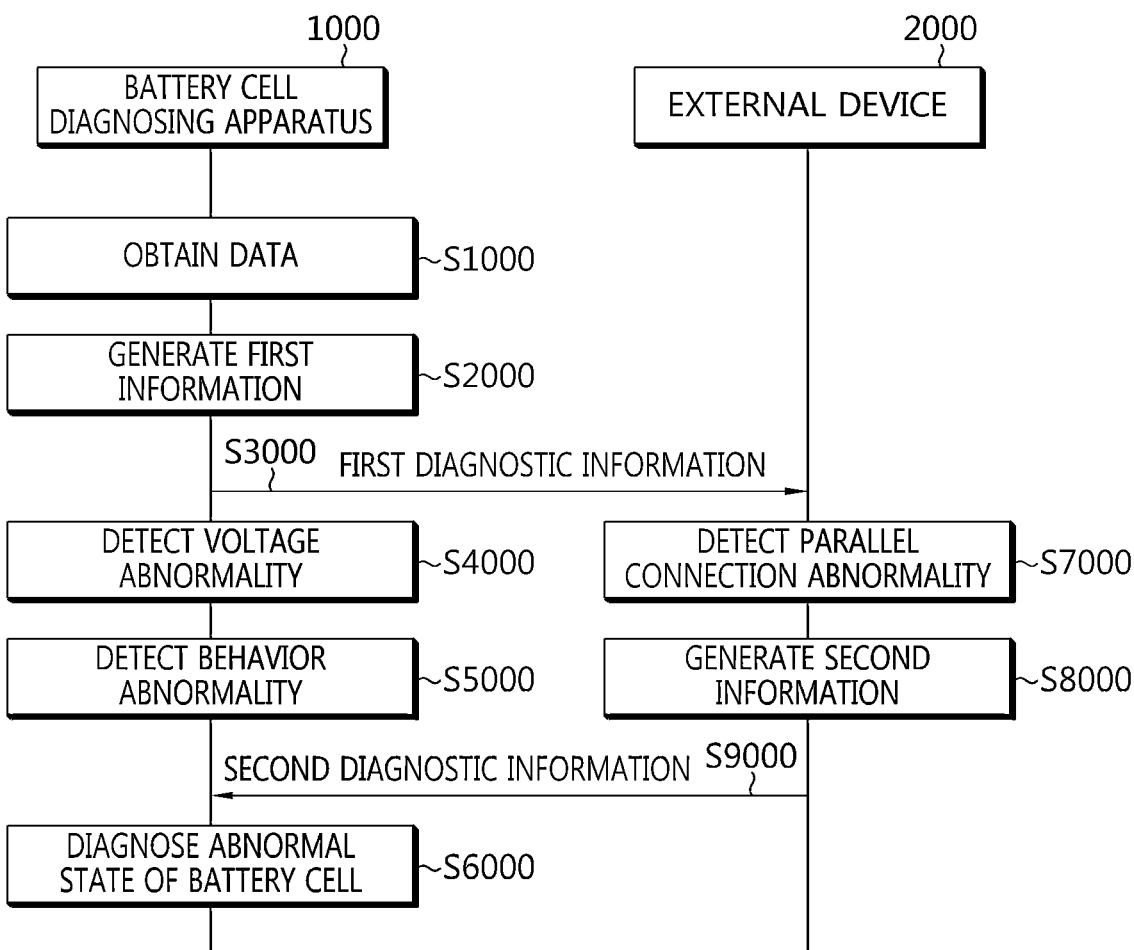 1000
2000
BATTERY CELL
DIAGNOSING APPARATUS
EXTERNAL DEVICE
OBTAIN DATA
S1000
GENERATE FIRST
INFORMATION
S2000
S3000
FIRST DIAGNOSTIC INFORMATION
DETECT VOLTAGE
ABNORMALITY
S4000
DETECT PARALLEL
CONNECTION ABNORMALITY
S7000
DETECT BEHAVIOR
ABNORMALITY
S5000
GENERATE SECOND
INFORMATION
S8000
SECOND DIAGNOSTIC INFORMATION
S9000
DIAGNOSE ABNORMAL
STATE OF BATTERY CELL
S6000